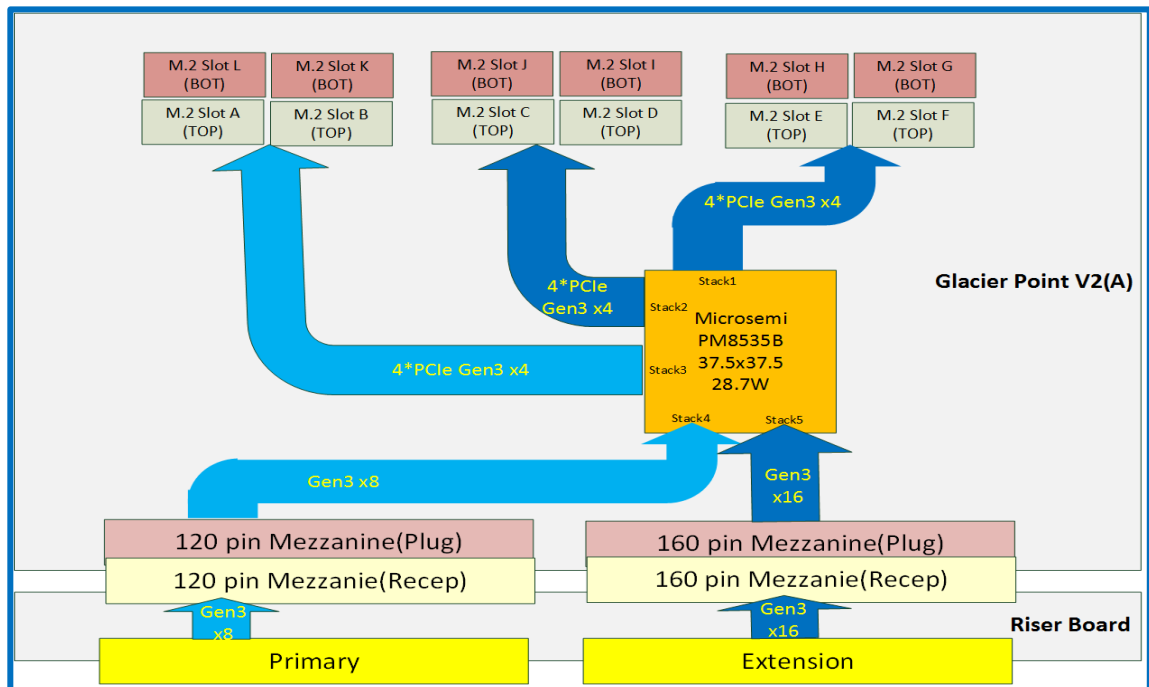 M.2 Slot L
(BOT)
M.2 Slot K
(BOT)
M.2 Slot J
(BOT)
M.2 Slot I
(BOT)
M.2 Slot H
(BOT)
M.2 Slot G
(BOT)
M.2 Slot A
(TOP)
M.2 Slot B
(TOP)
M.2 Slot C
(TOP)
M.2 Slot D
(TOP)
M.2 Slot E
(TOP)
M.2 Slot F
(TOP)
4*PCIe Gen3 x4
4*PCIe
Gen3 x4
4*PCIe Gen3 x4
Stack1
Stack2
Stack3
Stack4
Stack5
Microsemi
PM8535B
37.5x37.5
28.7W
Glacier Point V2(A)
Gen3 x8
Gen3
x16
120 pin Mezzanine(Plug)
160 pin Mezzanine(Plug)
120 pin Mezzanie(Recep)
160 pin Mezzanie(Recep)
Gen3
x8
Gen3
x16
Riser Board
Primary
Extension